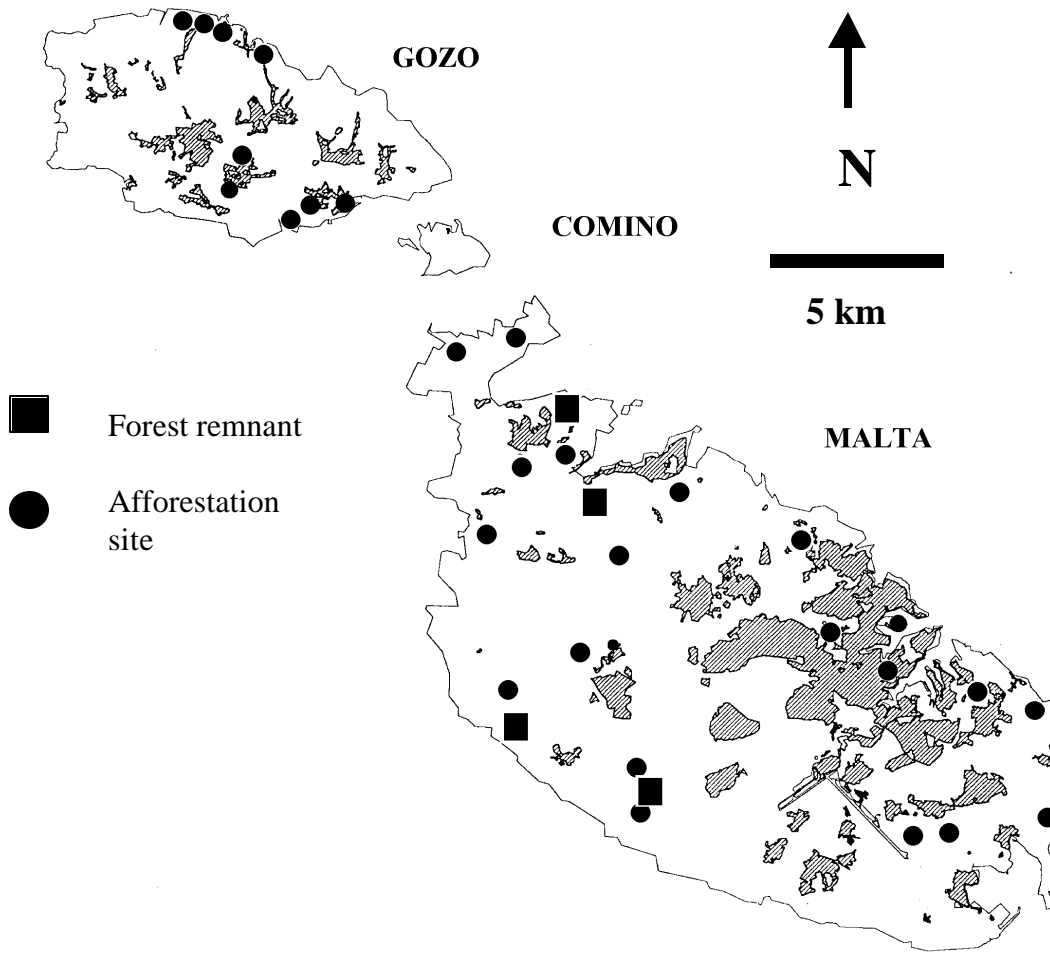 GOZO
N
COMINO
5 km
Forest remnant
MALTA
Afforestation
site